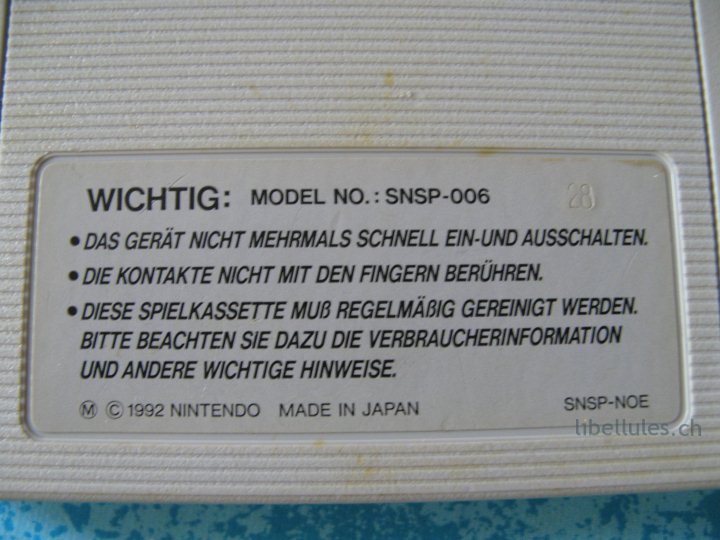 WICHTIG: MODEL NO.: SNSP-006 28
• DAS GERÄT NICHT MEHRMALS SCHNELL EIN-UND AUSSCHALTEN.
• DIE KONTAKTE NICHT MIT DEN FINGERN BERÜHREN.
• DIESE SPIELKASSETTE MUß REGELMÄßIG GEREINIGT WERDEN.
BITTE BEACHTEN SIE DAZU DIE VERBRAUCHERINFORMATION
UND ANDERE WICHTIGE HINWEISE.
Ⓜ © 1992 NINTENDO MADE IN JAPAN SNSP-NOE
libellules.ch